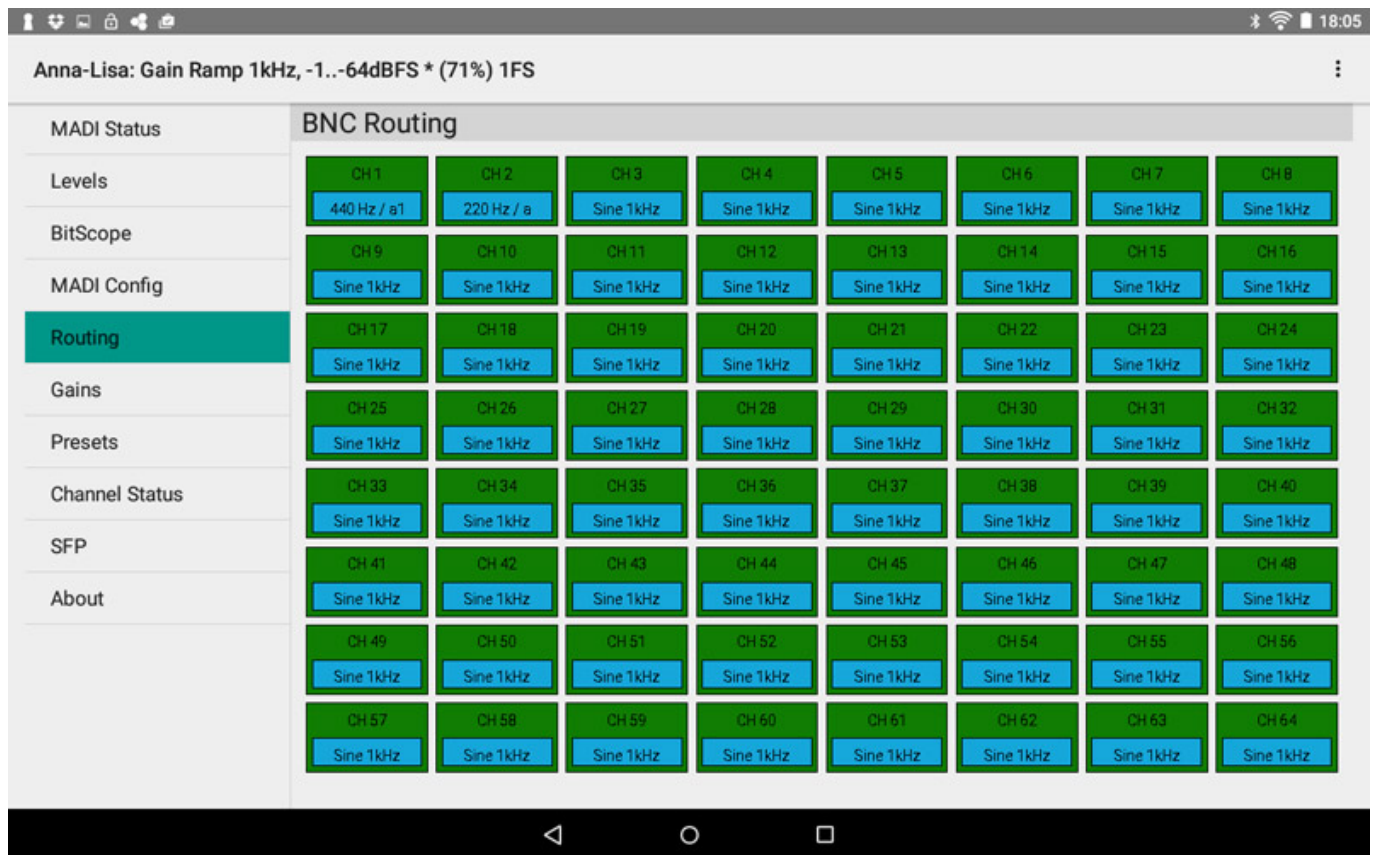 18:05
Anna-Lisa: Gain Ramp 1kHz, -1..-64dBFS * (71%) 1FS
MADI Status
Levels
BitScope
MADI Config
Routing
Gains
Presets
Channel Status
SFP
About
BNC Routing
CH 1 CH 2 CH 3 CH 4 CH 5 CH 6 CH 7 CH 8
440 Hz / a1 220 Hz / a Sine 1kHz Sine 1kHz Sine 1kHz Sine 1kHz Sine 1kHz Sine 1kHz
CH 9 CH 10 CH 11 CH 12 CH 13 CH 14 CH 15 CH 16
Sine 1kHz Sine 1kHz Sine 1kHz Sine 1kHz Sine 1kHz Sine 1kHz Sine 1kHz Sine 1kHz
CH 17 CH 18 CH 19 CH 20 CH 21 CH 22 CH 23 CH 24
Sine 1kHz Sine 1kHz Sine 1kHz Sine 1kHz Sine 1kHz Sine 1kHz Sine 1kHz Sine 1kHz
CH 25 CH 26 CH 27 CH 28 CH 29 CH 30 CH 31 CH 32
Sine 1kHz Sine 1kHz Sine 1kHz Sine 1kHz Sine 1kHz Sine 1kHz Sine 1kHz Sine 1kHz
CH 33 CH 34 CH 35 CH 36 CH 37 CH 38 CH 39 CH 40
Sine 1kHz Sine 1kHz Sine 1kHz Sine 1kHz Sine 1kHz Sine 1kHz Sine 1kHz Sine 1kHz
CH 41 CH 42 CH 43 CH 44 CH 45 CH 46 CH 47 CH 48
Sine 1kHz Sine 1kHz Sine 1kHz Sine 1kHz Sine 1kHz Sine 1kHz Sine 1kHz Sine 1kHz
CH 49 CH 50 CH 51 CH 52 CH 53 CH 54 CH 55 CH 56
Sine 1kHz Sine 1kHz Sine 1kHz Sine 1kHz Sine 1kHz Sine 1kHz Sine 1kHz Sine 1kHz
CH 57 CH 58 CH 59 CH 60 CH 61 CH 62 CH 63 CH 64
Sine 1kHz Sine 1kHz Sine 1kHz Sine 1kHz Sine 1kHz Sine 1kHz Sine 1kHz Sine 1kHz